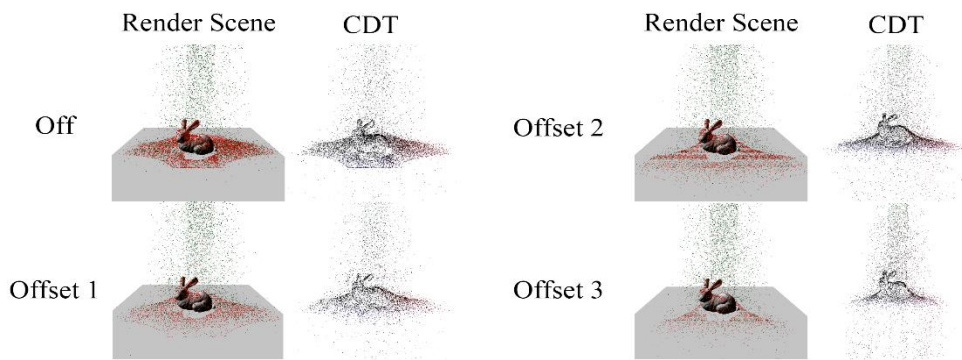 Render Scene CDT Render Scene CDT
Off Offset 2
Offset 1 Offset 3